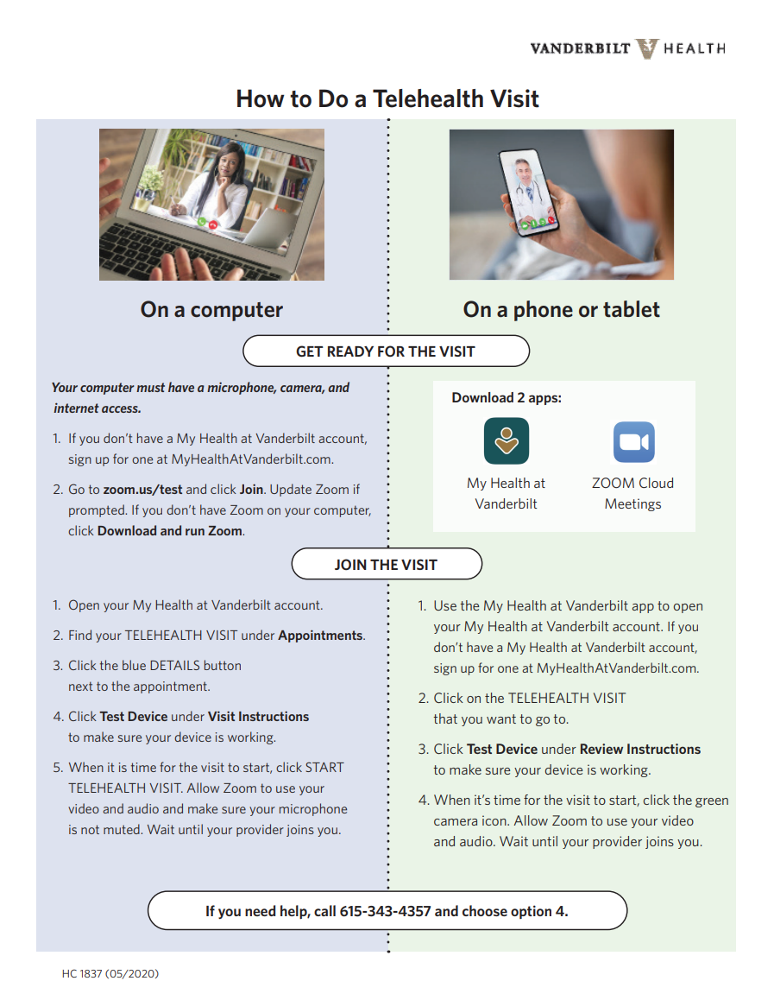 VANDERBILT HEALTH
How to Do a Telehealth Visit
On a computer
On a phone or tablet
GET READY FOR THE VISIT
Your computer must have a microphone, camera, and
internet access.
1. If you don’t have a My Health at Vanderbilt account,
sign up for one at MyHealthAtVanderbilt.com.
2. Go to zoom.us/test and click Join. Update Zoom if
prompted. If you don’t have Zoom on your computer,
click Download and run Zoom.
Download 2 apps:
My Health at
Vanderbilt
ZOOM Cloud
Meetings
JOIN THE VISIT
1. Open your My Health at Vanderbilt account.
2. Find your TELEHEALTH VISIT under Appointments.
3. Click the blue DETAILS button
next to the appointment.
4. Click Test Device under Visit Instructions
to make sure your device is working.
5. When it is time for the visit to start, click START
TELEHEALTH VISIT. Allow Zoom to use your
video and audio and make sure your microphone
is not muted. Wait until your provider joins you.
1. Use the My Health at Vanderbilt app to open
your My Health at Vanderbilt account. If you
don’t have a My Health at Vanderbilt account,
sign up for one at MyHealthAtVanderbilt.com.
2. Click on the TELEHEALTH VISIT
that you want to go to.
3. Click Test Device under Review Instructions
to make sure your device is working.
4. When it’s time for the visit to start, click the green
camera icon. Allow Zoom to use your video
and audio. Wait until your provider joins you.
If you need help, call 615-343-4357 and choose option 4.
HC 1837 (05/2020)